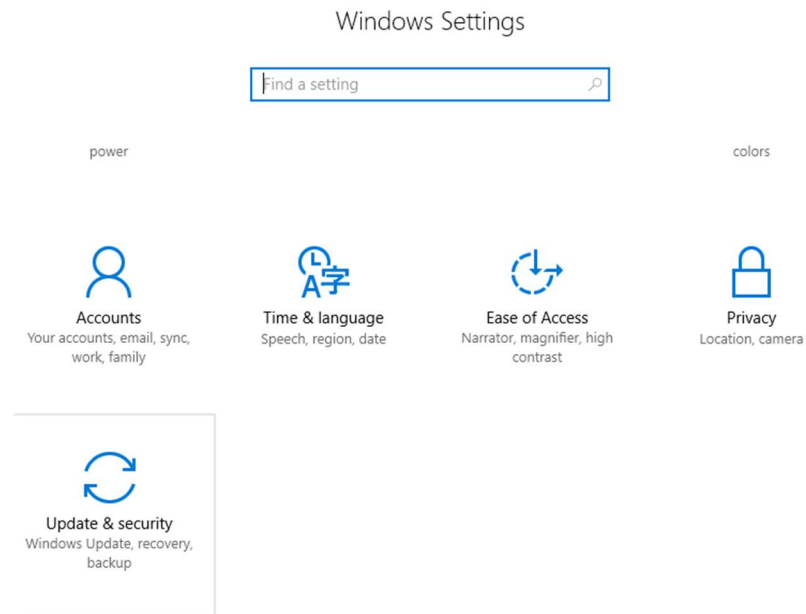 Windows Settings
Find a setting
power
colors
Accounts
Your accounts, email, sync,
work, family
Time & language
Speech, region, date
Ease of Access
Narrator, magnifier, high
contrast
Privacy
Location, camera
Update & security
Windows Update, recovery,
backup